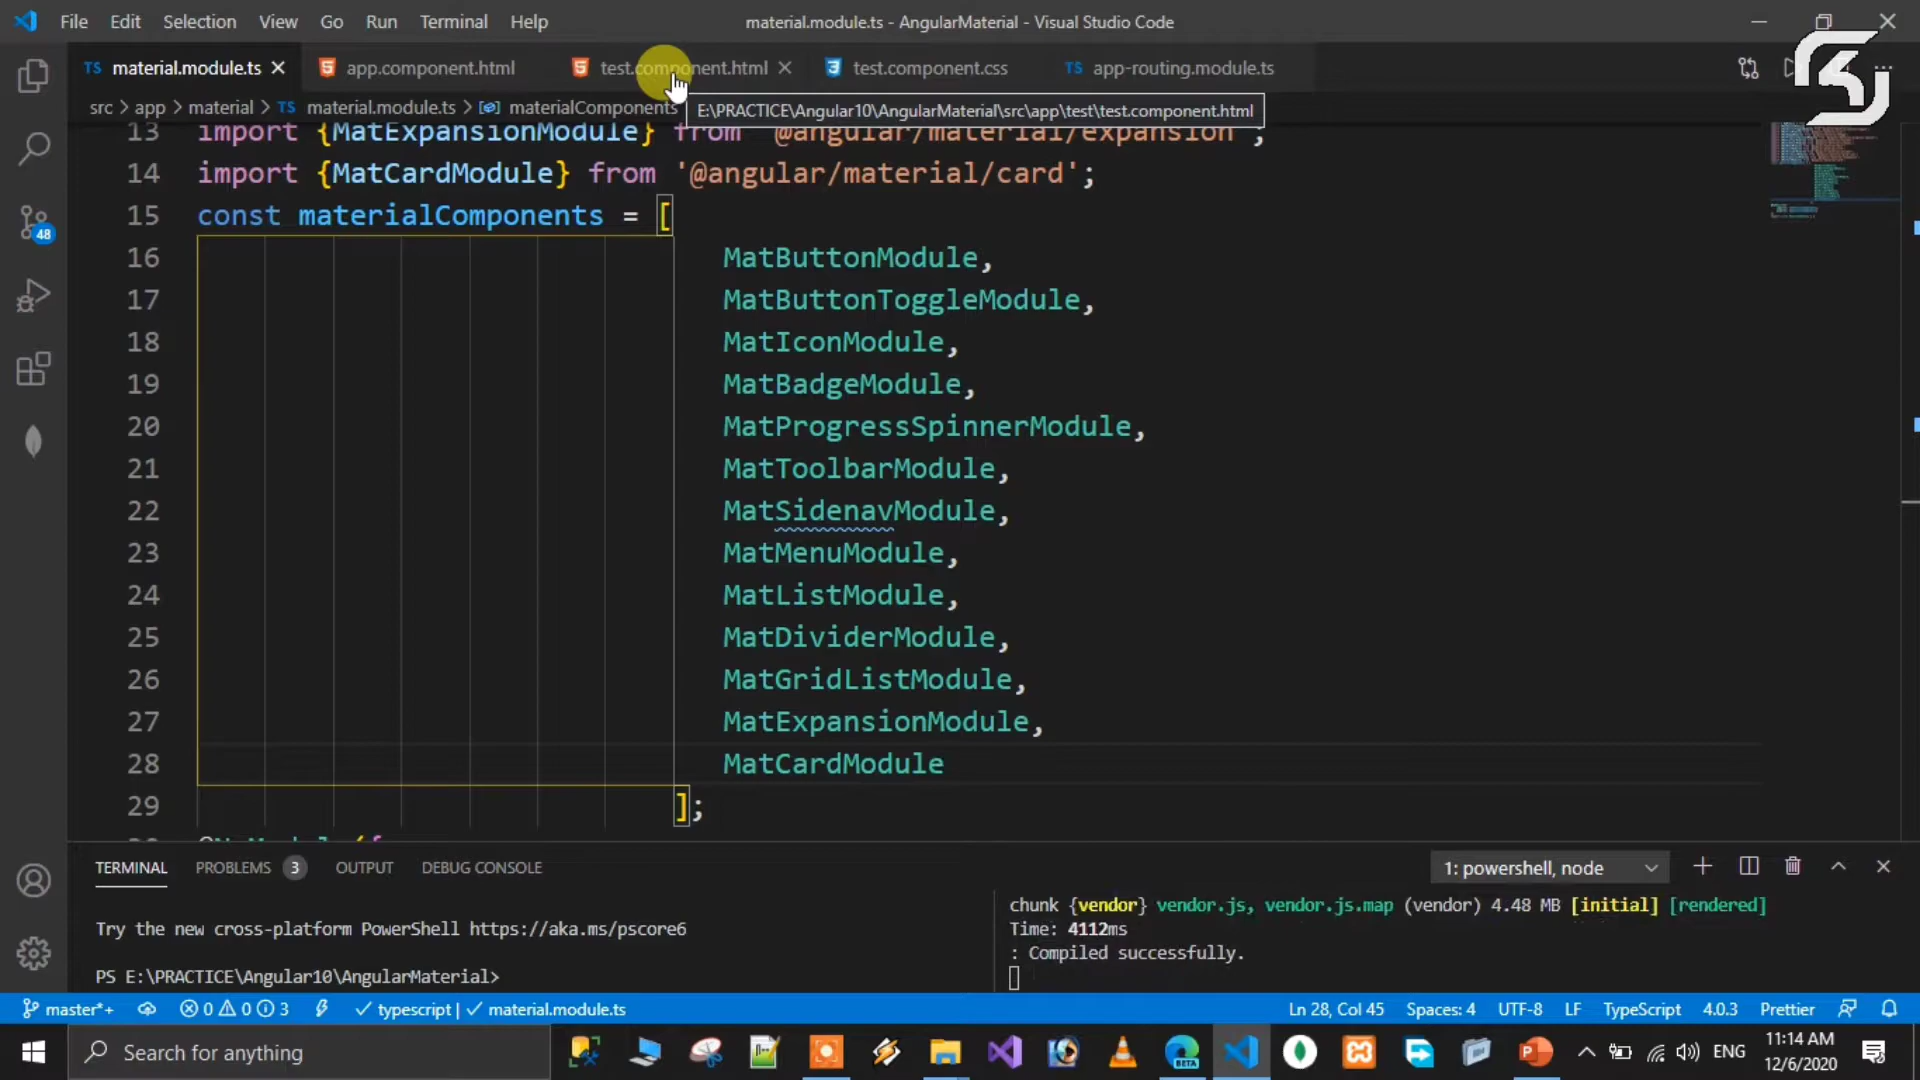 File Edit Selection View Go Run Terminal Help
material.module.ts - AngularMaterial - Visual Studio Code
TS material.module.ts
app.component.html
test.component.html
test.component.css
TS app-routing.module.ts
src > app > material > TS material.module.ts > materialComponents
E:\PRACTICE\Angular10\AngularMaterial\src\app\test\test.component.html
13 import {MatExpansionModule} from '@angular/material/expansion';
14 import {MatCardModule} from '@angular/material/card';
15 const materialComponents = [
16 MatButtonModule,
17 MatButtonToggleModule,
18 MatIconModule,
19 MatBadgeModule,
20 MatProgressSpinnerModule,
21 MatToolbarModule,
22 MatSidenavModule,
23 MatMenuModule,
24 MatListModule,
25 MatDividerModule,
26 MatGridListModule,
27 MatExpansionModule,
28 MatCardModule
29 ];
48
TERMINAL PROBLEMS 3 OUTPUT DEBUG CONSOLE
1: powershell, node
Try the new cross-platform PowerShell https://aka.ms/pscore6
PS E:\PRACTICE\Angular10\AngularMaterial>
chunk {vendor} vendor.js, vendor.js.map (vendor) 4.48 MB [initial] [rendered]
Time: 4112ms
: Compiled successfully.
master*+ 0 0 3 typescript | material.module.ts
Ln 28, Col 45 Spaces: 4 UTF-8 LF TypeScript 4.0.3 Prettier
Search for anything
BETA
ENG
11:14 AM
12/6/2020